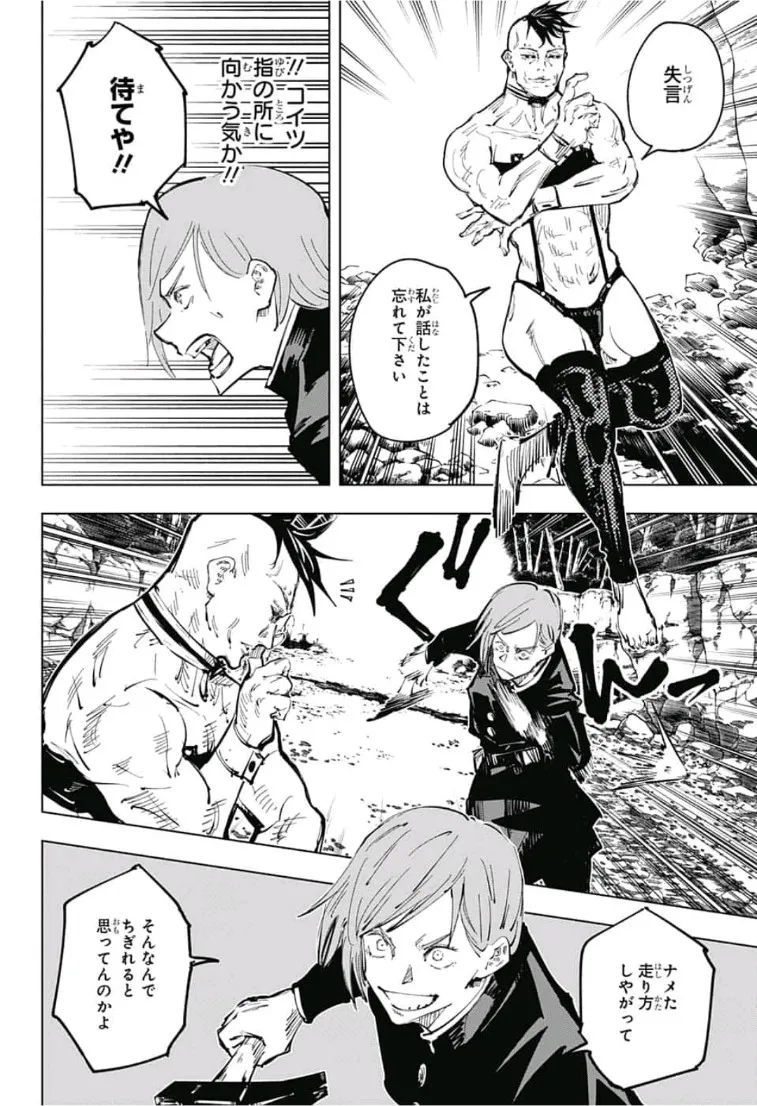 失言
私が話したことは
忘れて下さい
!! コイツ
指の所に
向かう気か!!
待てや!!
ナメた
走り方
しやがって
そんなんで
ちぎれると
思ってんのかよ